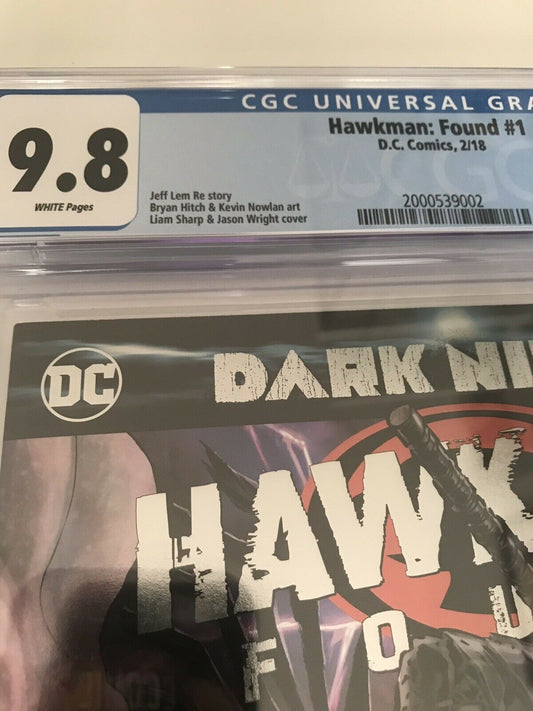 CGC UNIVERSAL GRA
9.8
WHITE Pages
Hawkman: Found #1
D.C. Comics, 2/18
Jeff Lem Re story
Bryan Hitch & Kevin Nowlan art
Liam Sharp & Jason Wright cover
2000539002
CGC
DC
DARK NI
HAWK
FO